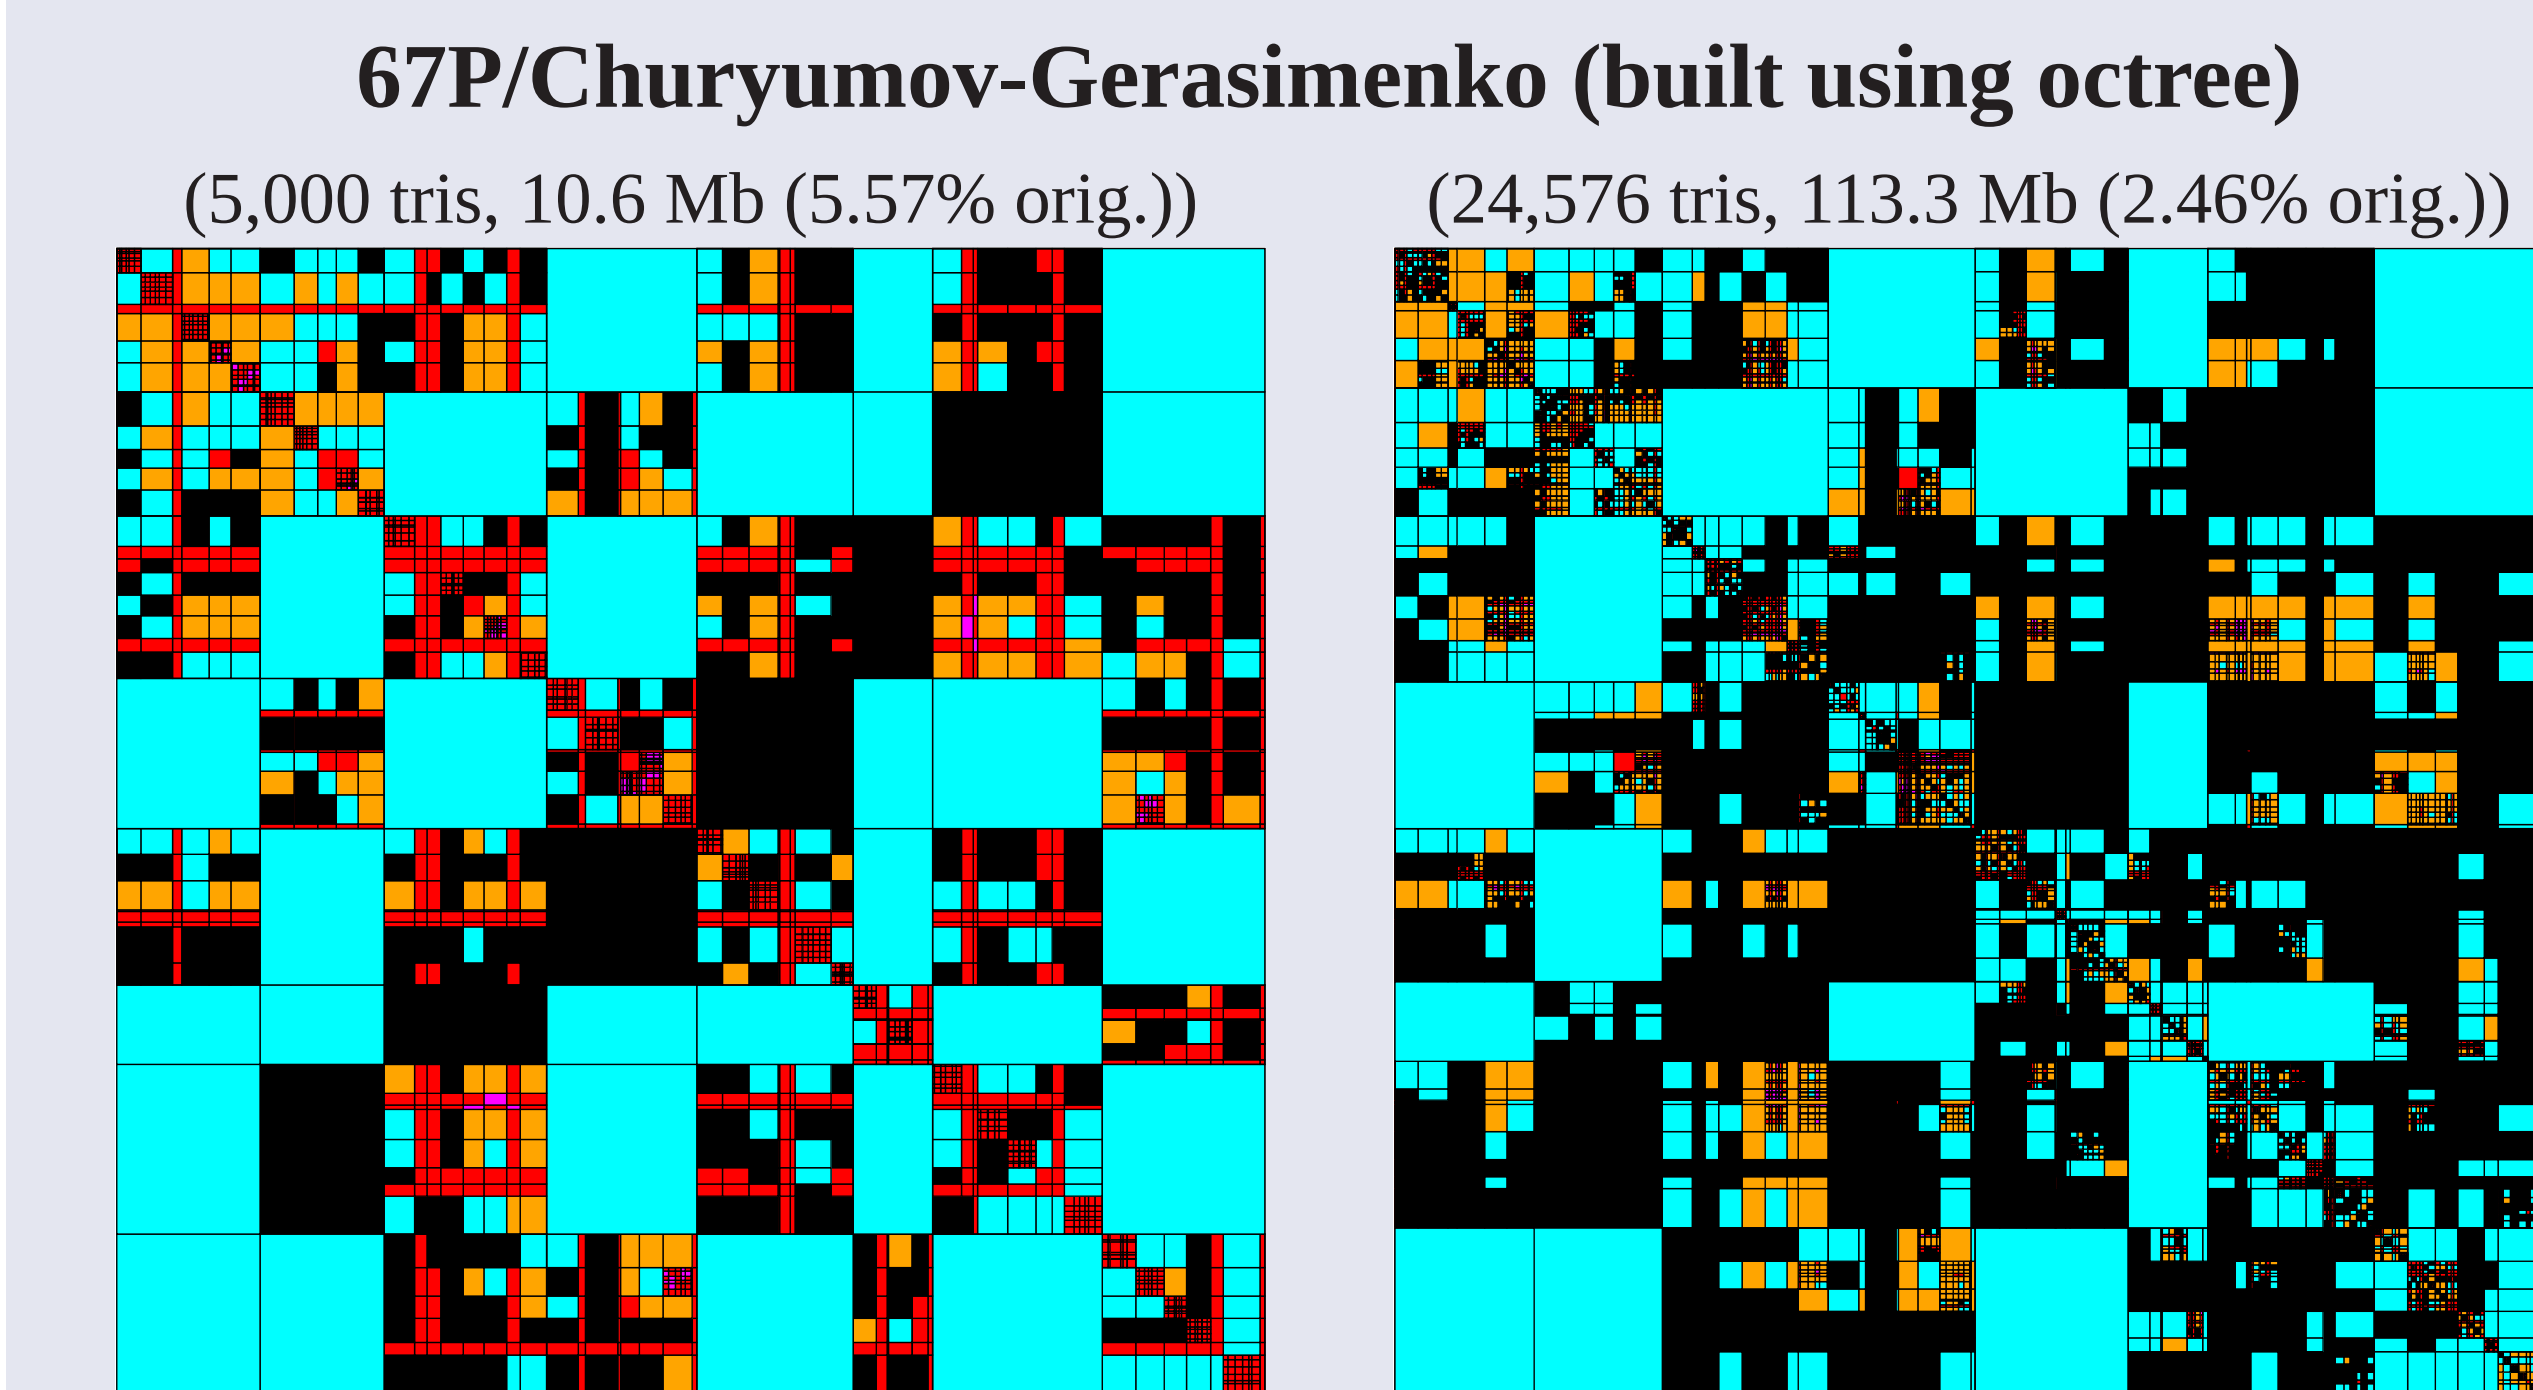 67P/Churyumov-Gerasimenko (built using octree)
(5,000 tris, 10.6 Mb (5.57% orig.))
(24,576 tris, 113.3 Mb (2.46% orig.))